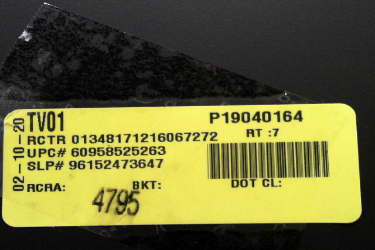 02-10-20
TV01 P19040164
RCTR 01348171216067272 RT :7
UPC# 60958525263
SLP# 96152473647
RCRA: BKT: DOT CL:
4795